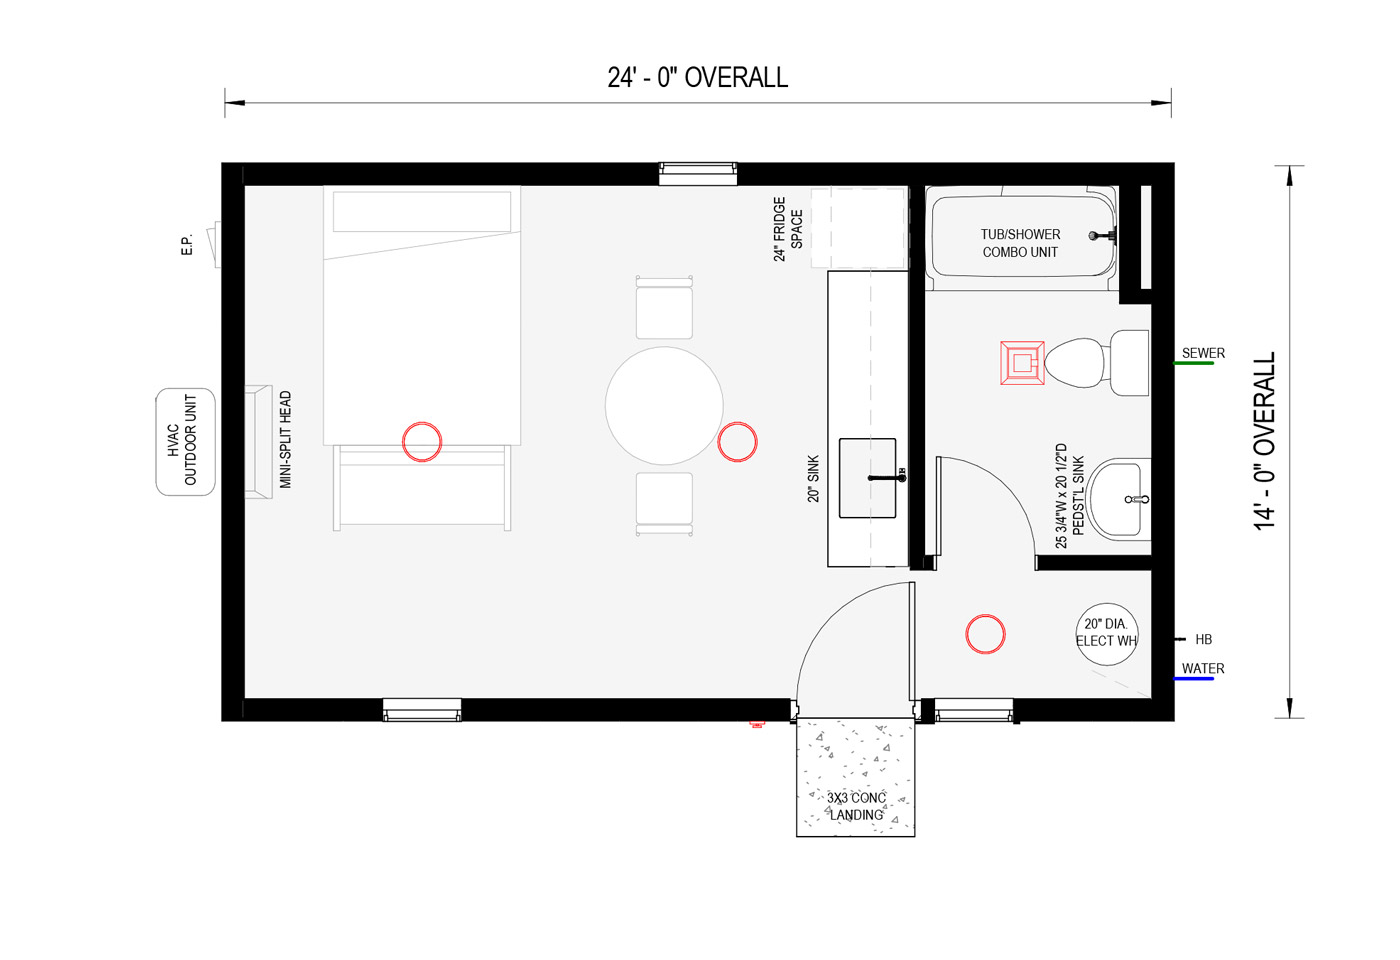 24' - 0" OVERALL
E.P.
24" FRIDGE
SPACE
TUB/SHOWER
COMBO UNIT
SEWER
14' - 0" OVERALL
HVAC
OUTDOOR UNIT
MINI-SPLIT HEAD
20" SINK
25 3/4"W x 20 1/2"D
PEDST'L SINK
20" DIA.
ELECT WH
HB
WATER
3X3 CONC
LANDING